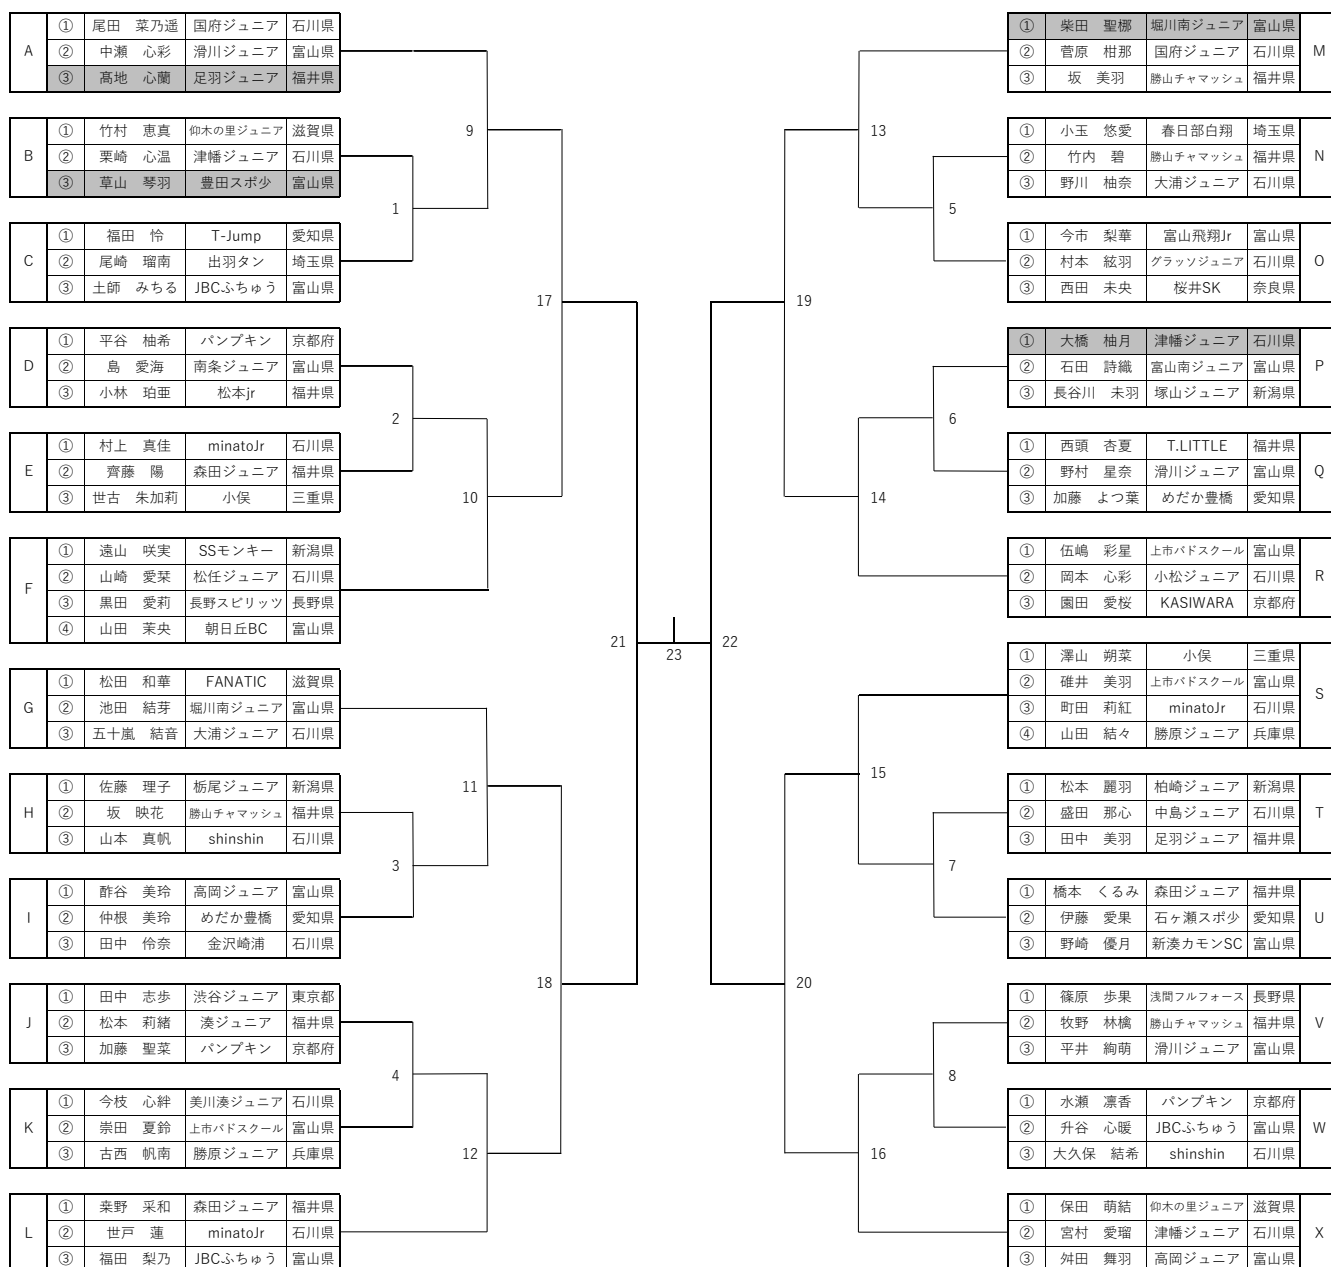 A
① 尾田 菜乃遥 国府ジュニア 石川県
② 中瀬 心彩 滑川ジュニア 富山県
③ 髙地 心蘭 足羽ジュニア 福井県
B
① 竹村 恵真 仰木の里ジュニア 滋賀県
② 栗崎 心温 津幡ジュニア 石川県
③ 草山 琴羽 豊田スポ少 富山県
C
① 福田 怜 T-Jump 愛知県
② 尾崎 瑠南 出羽タン 埼玉県
③ 土師 みちる JBCふちゅう 富山県
D
① 平谷 柚希 パンプキン 京都府
② 島 愛海 南条ジュニア 富山県
③ 小林 珀亜 松本jr 福井県
E
① 村上 真佳 minatoJr 石川県
② 齊藤 陽 森田ジュニア 福井県
③ 世古 朱加莉 小俣 三重県
F
① 遠山 咲実 SSモンキー 新潟県
② 山崎 愛栞 松任ジュニア 石川県
③ 黒田 愛莉 長野スピリッツ 長野県
④ 山田 茉央 朝日丘BC 富山県
G
① 松田 和華 FANATIC 滋賀県
② 池田 結芽 堀川南ジュニア 富山県
③ 五十嵐 結音 大浦ジュニア 石川県
H
① 佐藤 理子 栃尾ジュニア 新潟県
② 坂 映花 勝山チャマッシュ 福井県
③ 山本 真帆 shinshin 石川県
I
① 酢谷 美玲 高岡ジュニア 富山県
② 仲根 美玲 めだか豊橋 愛知県
③ 田中 伶奈 金沢崎浦 石川県
J
① 田中 志歩 渋谷ジュニア 東京都
② 松本 莉緒 湊ジュニア 福井県
③ 加藤 聖菜 パンプキン 京都府
K
① 今枝 心絆 美川湊ジュニア 石川県
② 崇田 夏鈴 上市バドスクール 富山県
③ 古西 帆南 勝原ジュニア 兵庫県
L
① 桒野 采和 森田ジュニア 福井県
② 世戸 蓮 minatoJr 石川県
③ 福田 梨乃 JBCふちゅう 富山県
9
1
17
2
10
21
11
3
18
4
12
23
22
13
5
19
6
14
15
7
20
8
16
① 柴田 聖梛 堀川南ジュニア 富山県
② 菅原 柑那 国府ジュニア 石川県
③ 坂 美羽 勝山チャマッシュ 福井県
M
① 小玉 悠愛 春日部白翔 埼玉県
② 竹内 碧 勝山チャマッシュ 福井県
③ 野川 柚奈 大浦ジュニア 石川県
N
① 今市 梨華 富山飛翔Jr 富山県
② 村本 絃羽 グラッソジュニア 石川県
③ 西田 未央 桜井SK 奈良県
O
① 大橋 柚月 津幡ジュニア 石川県
② 石田 詩織 富山南ジュニア 富山県
③ 長谷川 未羽 塚山ジュニア 新潟県
P
① 西頭 杏夏 T.LITTLE 福井県
② 野村 星奈 滑川ジュニア 富山県
③ 加藤 よつ葉 めだか豊橋 愛知県
Q
① 伍嶋 彩星 上市バドスクール 富山県
② 岡本 心彩 小松ジュニア 石川県
③ 園田 愛桜 KASIWARA 京都府
R
① 澤山 朔菜 小俣 三重県
② 碓井 美羽 上市バドスクール 富山県
③ 町田 莉紅 minatoJr 石川県
④ 山田 結々 勝原ジュニア 兵庫県
S
① 松本 麗羽 柏崎ジュニア 新潟県
② 盛田 那心 中島ジュニア 石川県
③ 田中 美羽 足羽ジュニア 福井県
T
① 橋本 くるみ 森田ジュニア 福井県
② 伊藤 愛果 石ヶ瀬スポ少 愛知県
③ 野崎 優月 新湊カモンSC 富山県
U
① 篠原 歩果 浅間フルフォース 長野県
② 牧野 林檎 勝山チャマッシュ 福井県
③ 平井 絢萌 滑川ジュニア 富山県
V
① 水瀬 凛香 パンプキン 京都府
② 升谷 心暖 JBCふちゅう 富山県
③ 大久保 結希 shinshin 石川県
W
① 保田 萌結 仰木の里ジュニア 滋賀県
② 宮村 愛瑠 津幡ジュニア 石川県
③ 舛田 舞羽 高岡ジュニア 富山県
X